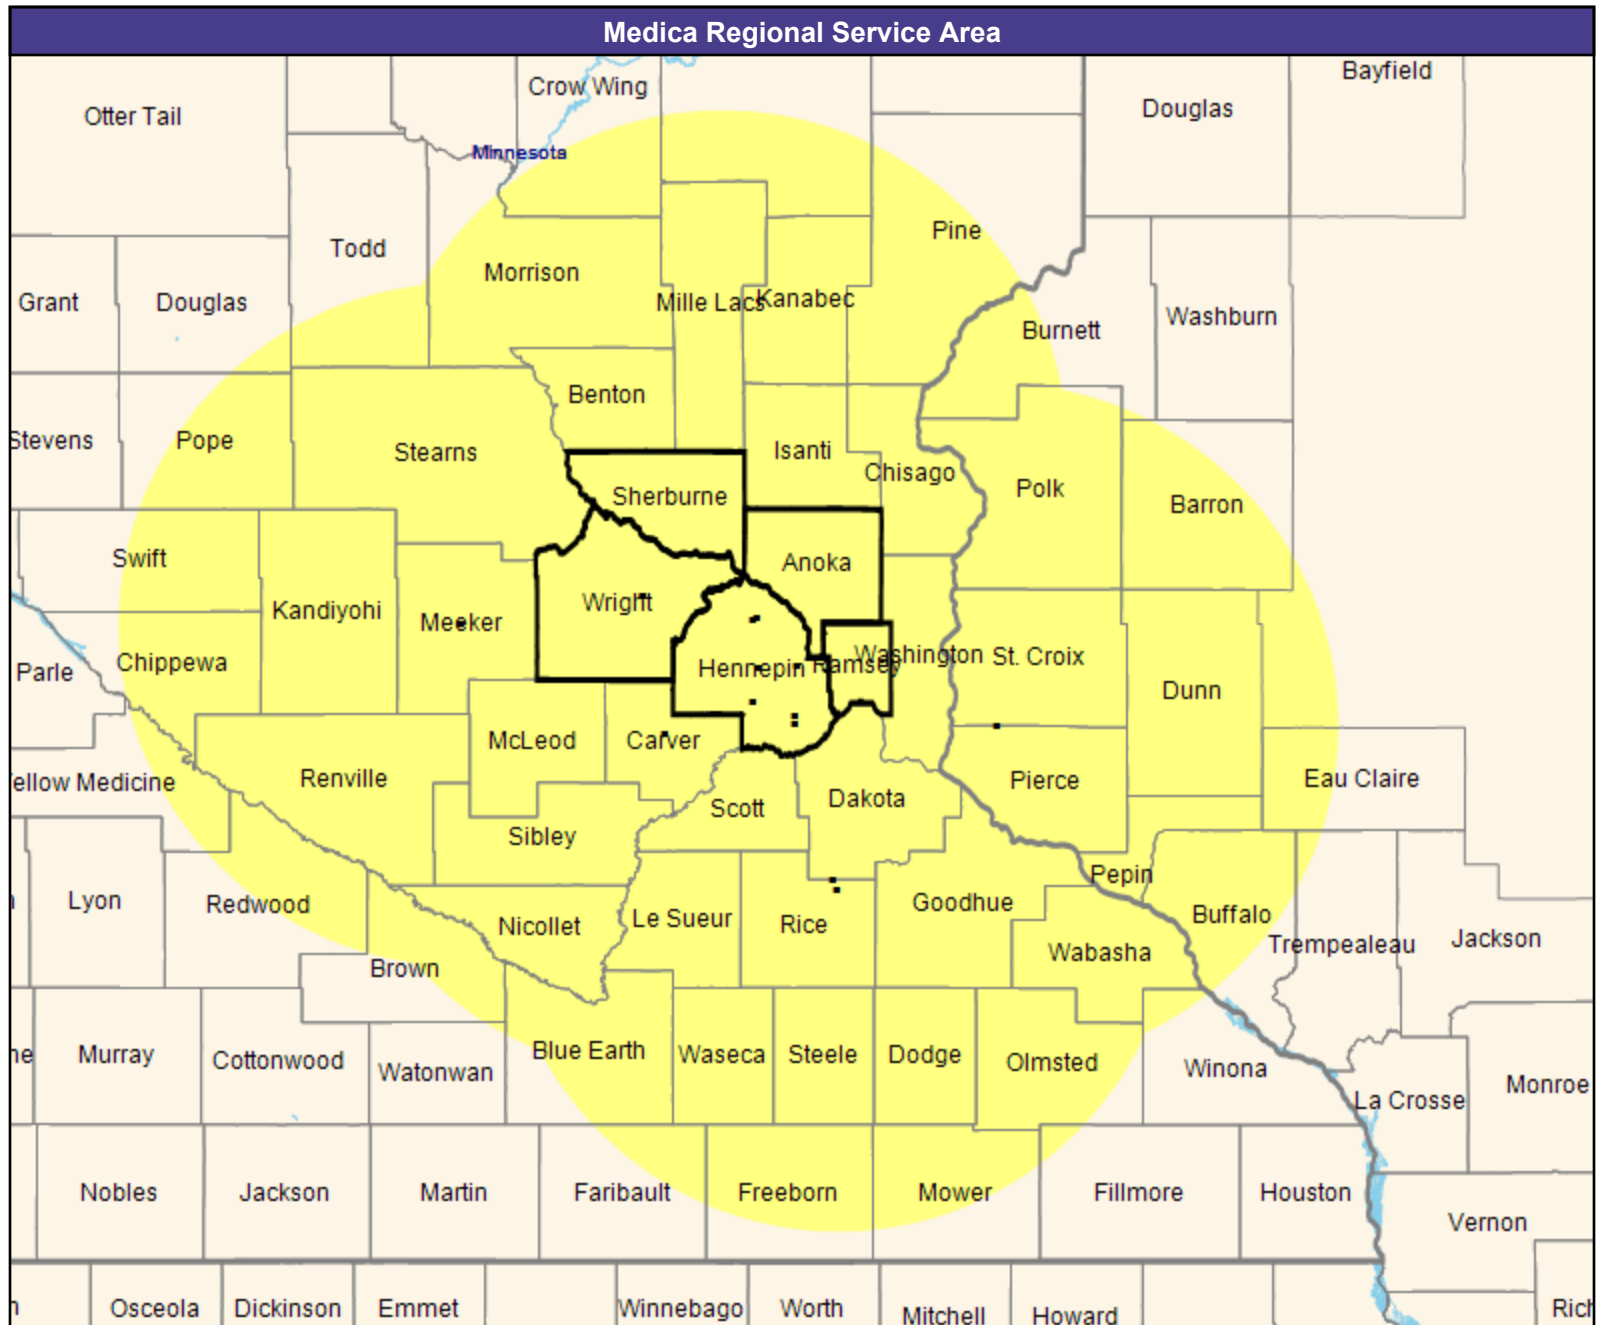 Medica Regional Service Area
Bayfield
Crow Wing
Douglas
Otter Tail
Minnesota
Pine
Todd
Morrison
Grant
Douglas
Mille Lacs
Kanabec
Washburn
Burnett
Benton
Stevens
Pope
Stearns
Isanti
Chisago
Polk
Sherburne
Barron
Swift
Anoka
Wright
Kandiyohi
Meeker
Washington
St. Croix
Parle
Chippewa
Hennepin
Ramsey
Dunn
McLeod
Carver
ellow Medicine
Renville
Pierce
Eau Claire
Scott
Dakota
Sibley
Pepin
Lyon
Redwood
Goodhue
Nicollet
Le Sueur
Rice
Buffalo
Trempealeau
Jackson
Wabasha
Brown
ne
Murray
Cottonwood
Watonwan
Blue Earth
Waseca
Steele
Dodge
Olmsted
Winona
Monroe
La Crosse
Nobles
Jackson
Martin
Faribault
Freeborn
Mower
Fillmore
Houston
Vernon
n
Osceola
Dickinson
Emmet
Winnebago
Worth
Mitchell
Howard
Rich